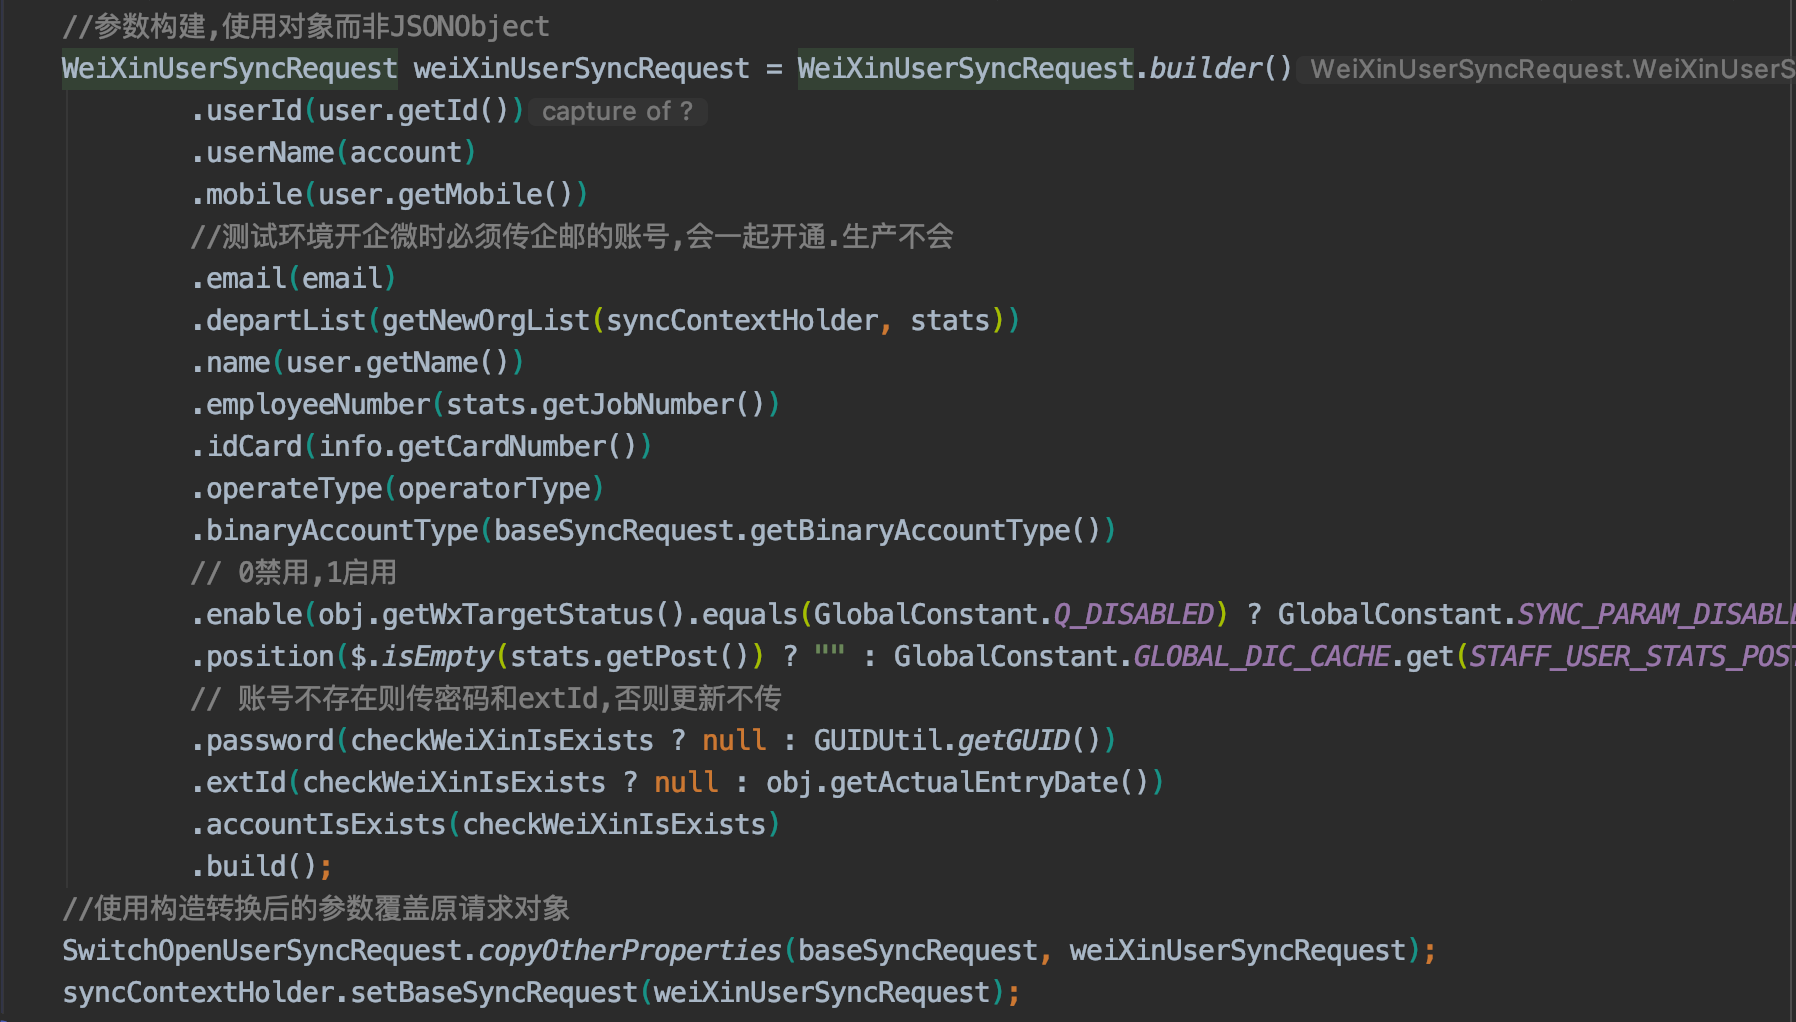 //参数构建,使用对象而非JSONObject
WeiXinUserSyncRequest weiXinUserSyncRequest = WeiXinUserSyncRequest.builder() WeiXinUserSyncRequest.WeiXinUserS
.userId(user.getId()) capture of ?
.userName(account)
.mobile(user.getMobile())
//测试环境开企微时必须传企邮的账号,会一起开通.生产不会
.email(email)
.departList(getNewOrgList(syncContextHolder, stats))
.name(user.getName())
.employeeNumber(stats.getJobNumber())
.idCard(info.getCardNumber())
.operateType(operatorType)
.binaryAccountType(baseSyncRequest.getBinaryAccountType())
// 0禁用,1启用
.enable(obj.getWxTargetStatus().equals(GlobalConstant.Q_DISABLED) ? GlobalConstant.SYNC_PARAM_DISABLE
.position($.isEmpty(stats.getPost()) ? "" : GlobalConstant.GLOBAL_DIC_CACHE.get(STAFF_USER_STATS_POST
// 账号不存在则传密码和extId,否则更新不传
.password(checkWeiXinIsExists ? null : GUIDUtil.getGUID())
.extId(checkWeiXinIsExists ? null : obj.getActualEntryDate())
.accountIsExists(checkWeiXinIsExists)
.build();
//使用构造转换后的参数覆盖原请求对象
SwitchOpenUserSyncRequest.copyOtherProperties(baseSyncRequest, weiXinUserSyncRequest);
syncContextHolder.setBaseSyncRequest(weiXinUserSyncRequest);